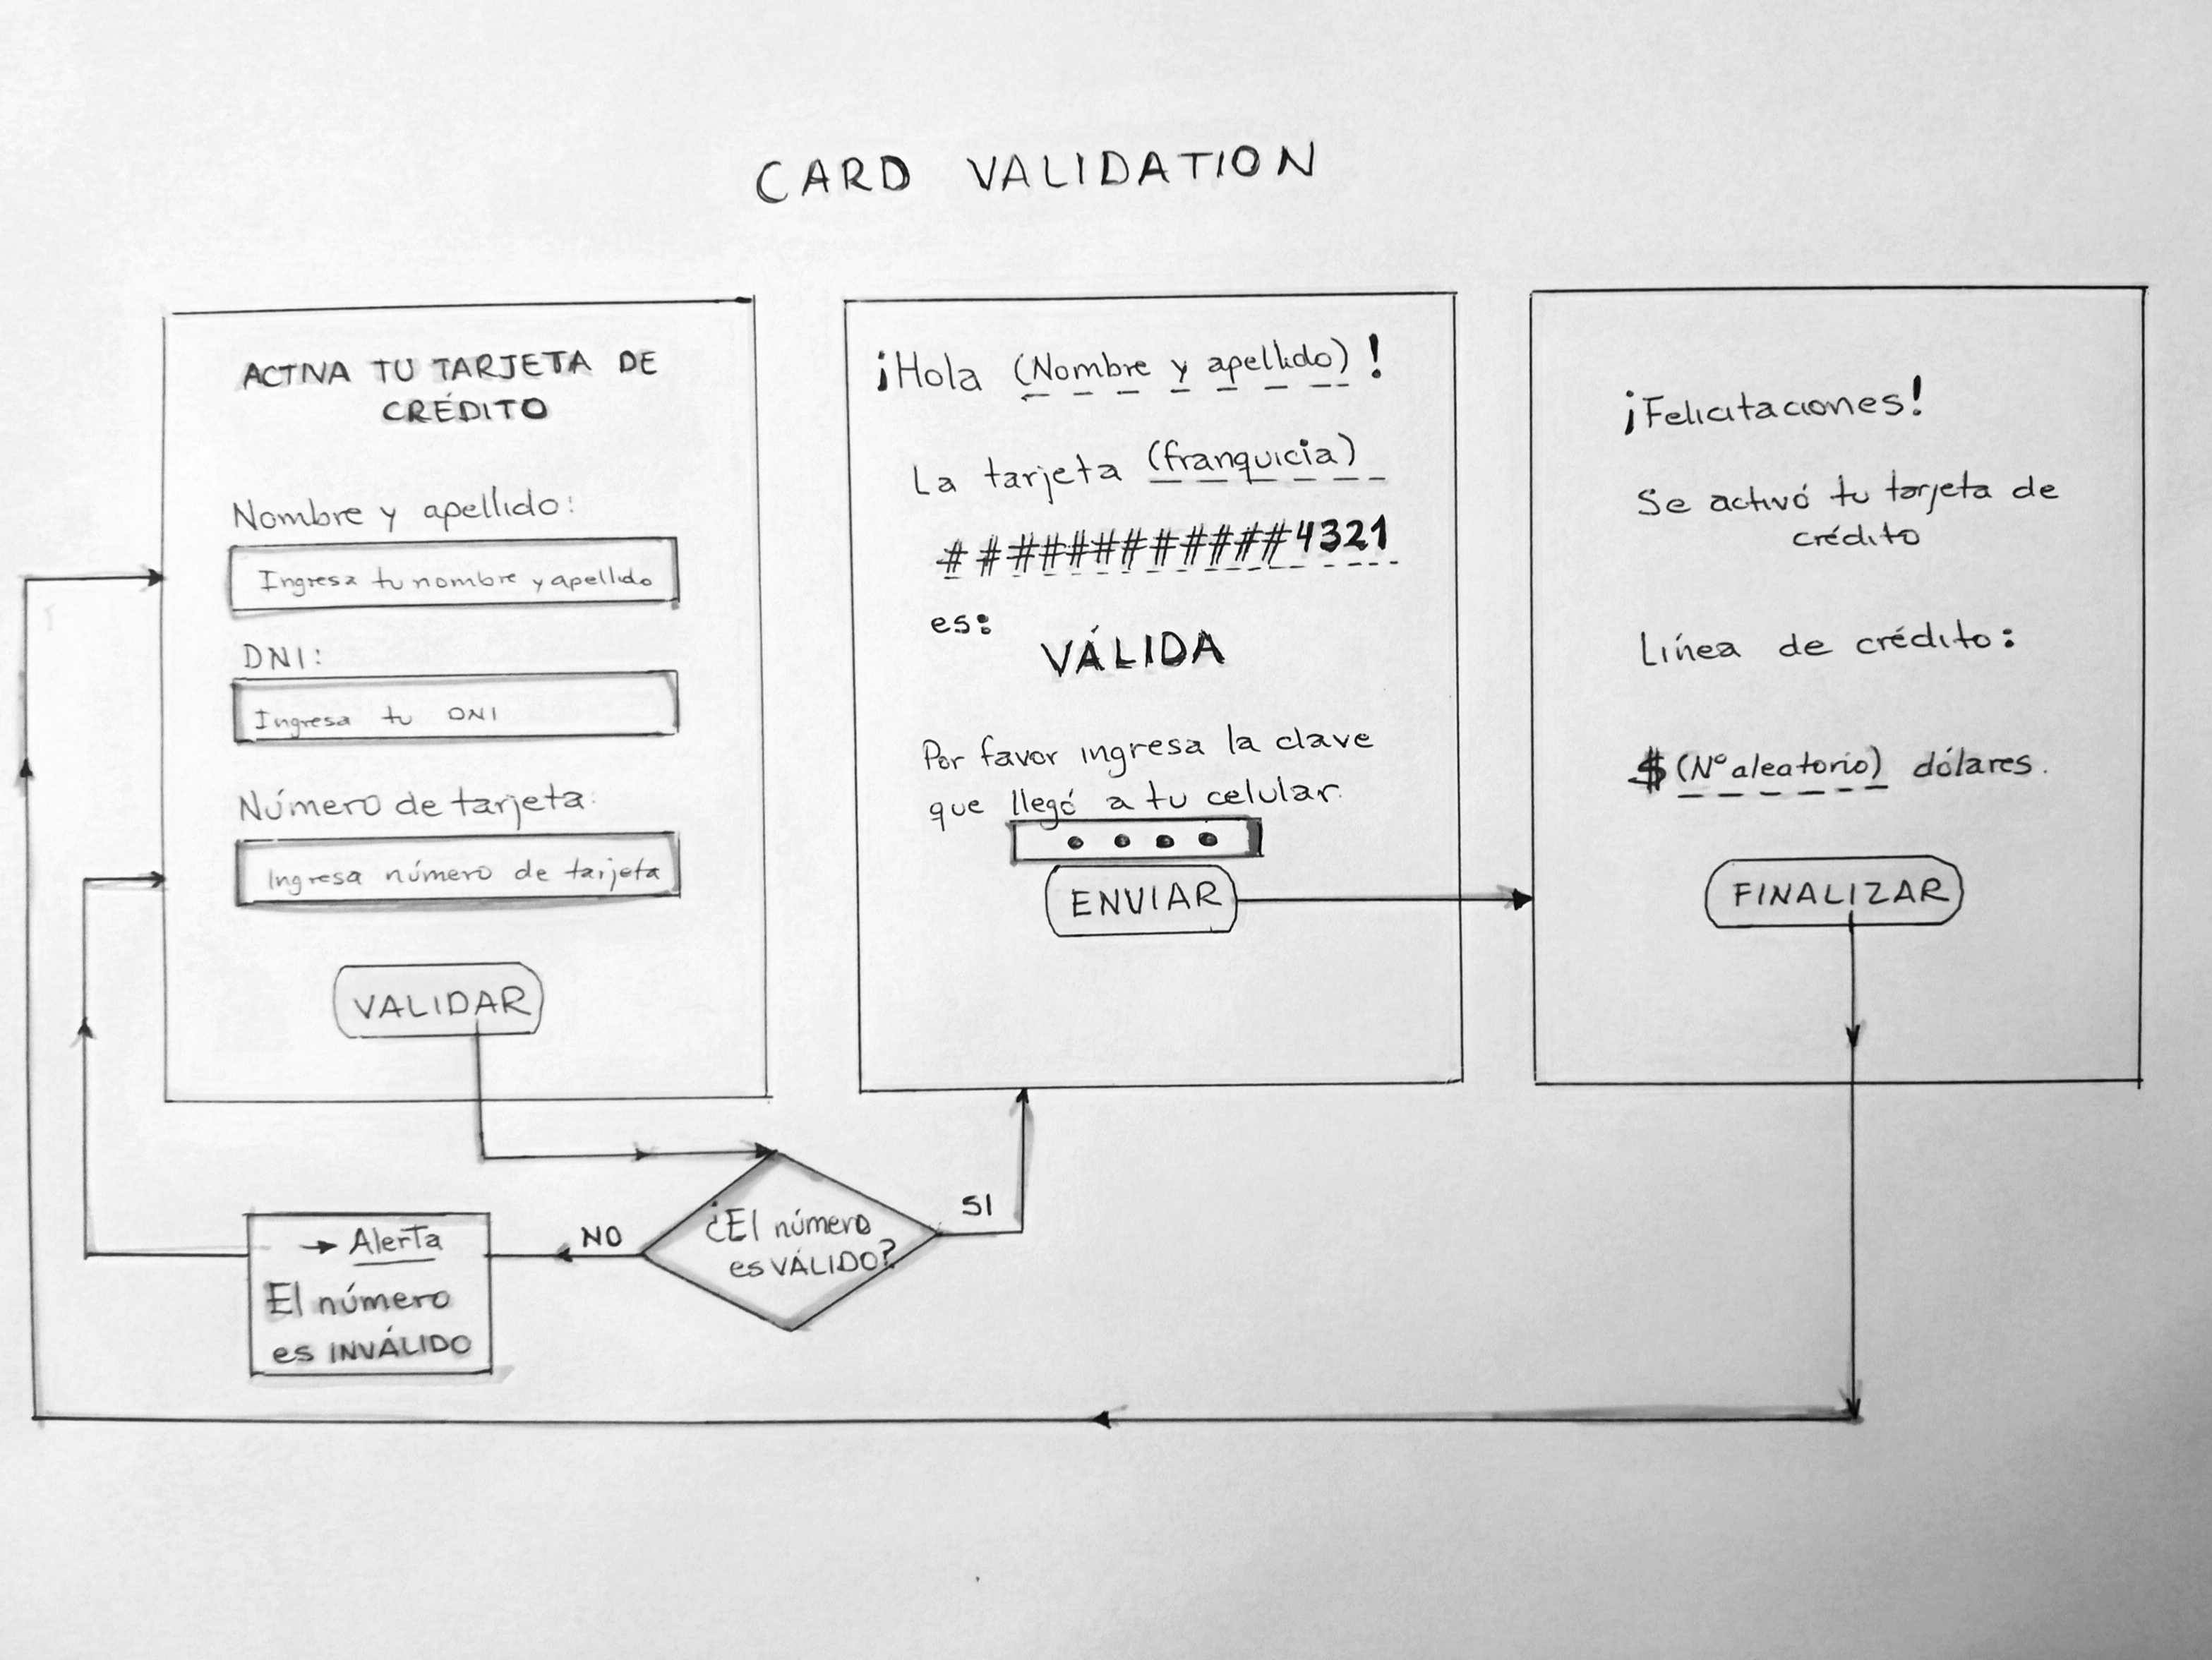 CARD VALIDATION
ACTIVA TU TARJETA DE
CRÉDITO
Nombre y apellido:
Ingresa tu nombre y apellido
DNI:
Ingresa tu DNI
Número de tarjeta:
Ingresa número de tarjeta
VALIDAR
¡Hola (Nombre y apellido)!
La tarjeta (franquicia)
############4321
es:
VÁLIDA
Por favor ingresa la clave
que llegó a tu celular.
ENVIAR
¡Felicitaciones!
Se activó tu tarjeta de
crédito
Línea de crédito:
$(N° aleatorio) dólares.
FINALIZAR
¿El número
es VÁLIDO?
SI
NO
→ Alerta
El número
es INVÁLIDO